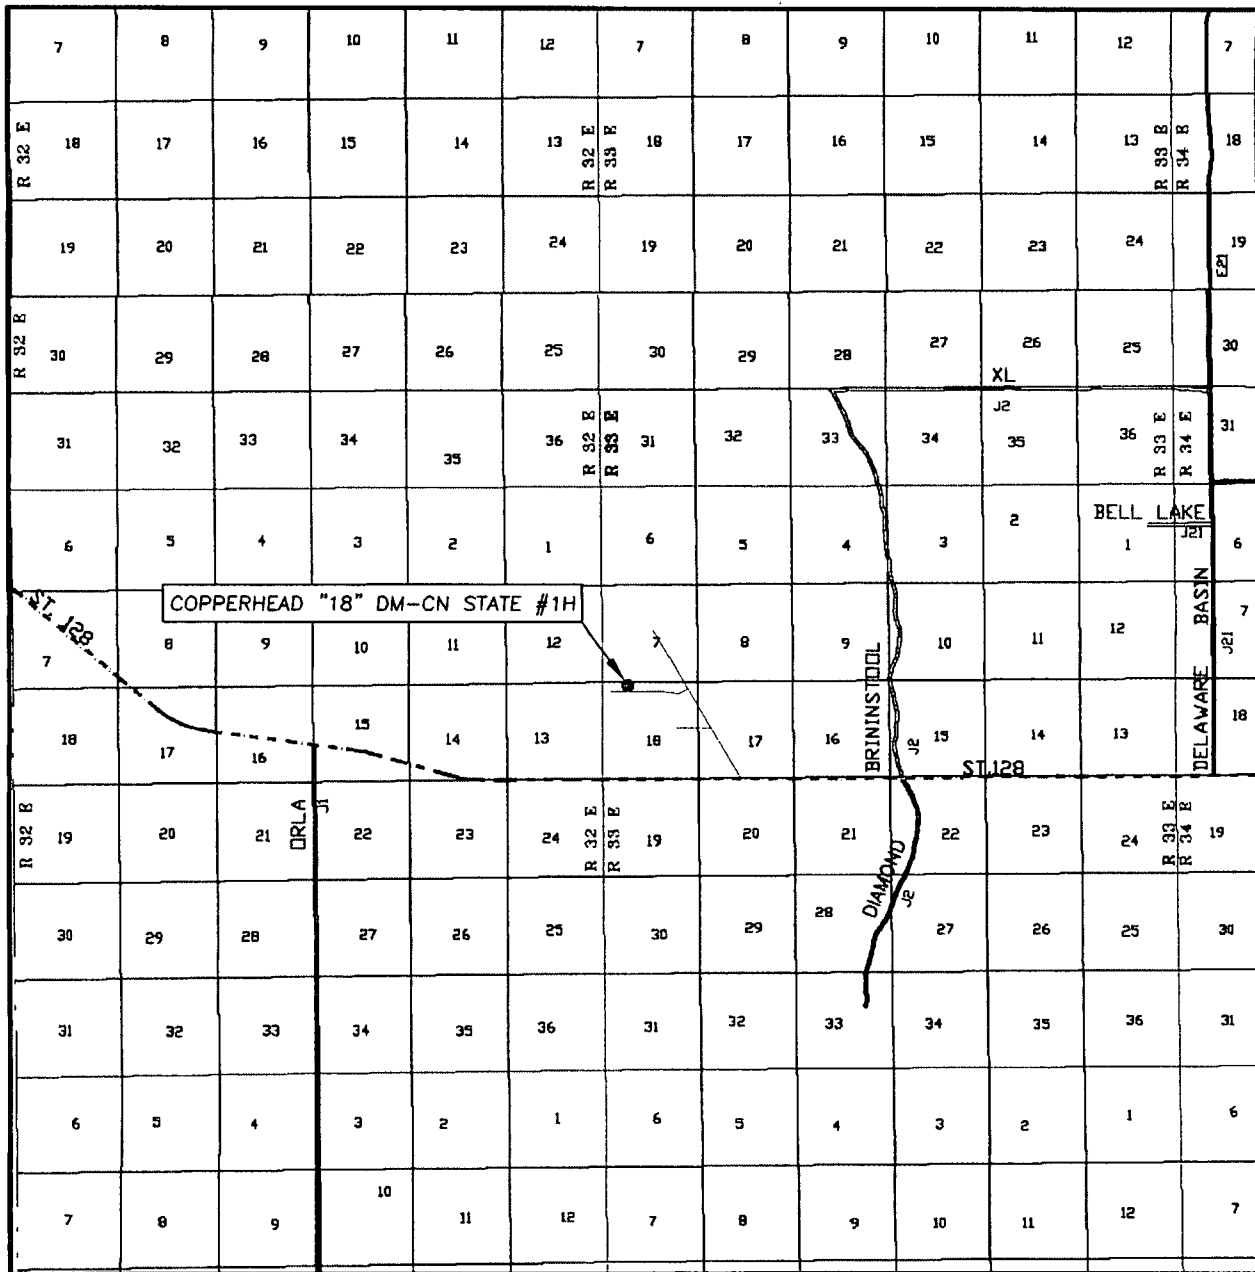 7 8 9 10 11 12 7 8 9 10 11 12 7
R 32 E 18 17 16 15 14 13 R 32 E R 33 E 18 17 16 15 14 13 R 33 E R 34 E 18
19 20 21 22 23 24 19 20 21 22 23 24 19
E21
R 32 E 30 29 28 27 26 25 30 29 28 27 26 25 30
XL
J2
31 32 33 34 35 36 R 32 E R 33 E 31 32 33 34 35 36 R 33 E R 34 E 31
BELL LAKE
J21
6 5 4 3 2 1 6 5 4 3 2 1 6
ST. 128
COPPERHEAD "18" DM-CN STATE #1H
7 8 9 10 11 12 7 8 9 10 11 12 7
BRININSTOOL
J2
DELAWARE BASIN
J21
18 17 16 15 14 13 18 17 16 15 14 13 18
ST. 128
ORLA
J1
R 32 E 19 20 21 22 23 24 R 32 E R 33 E 19 20 21 22 23 24 R 33 E R 34 E 19
DIAMOND
J2
30 29 28 27 26 25 30 29 28 27 26 25 30
31 32 33 34 35 36 31 32 33 34 35 36 31
6 5 4 3 2 1 6 5 4 3 2 1 6
7 8 9 10 11 12 7 8 9 10 11 12 7